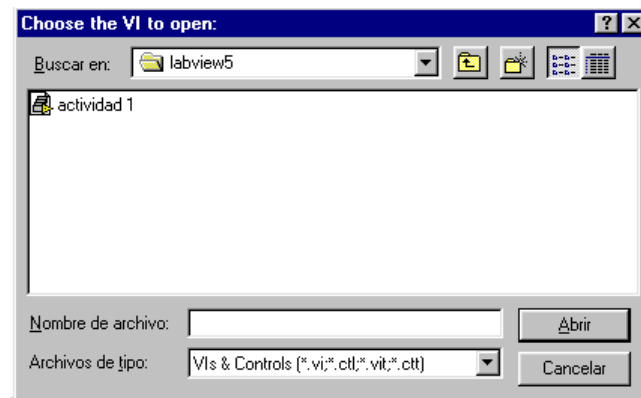 Choose the VI to open:
Buscar en: labview5
actividad 1
Nombre de archivo: Abrir
Archivos de tipo: VIs & Controls (*.vi;*.ctl;*.vit;*.ctt) Cancelar